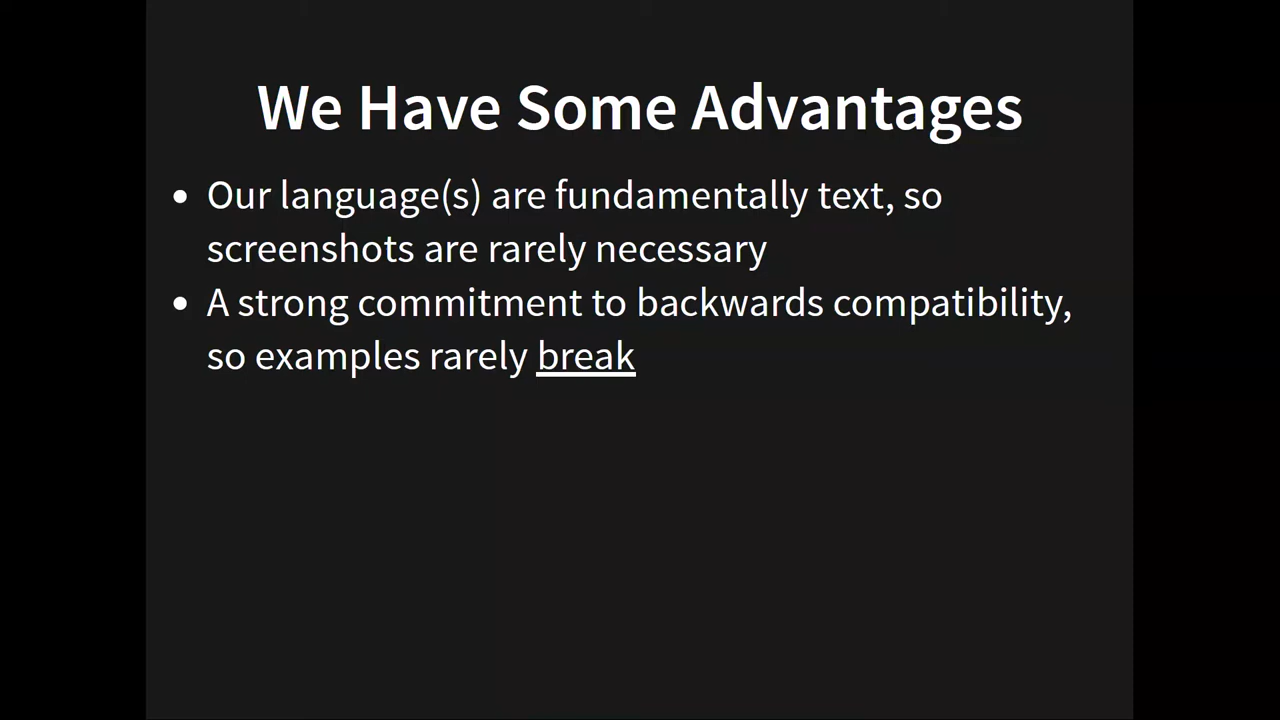 We Have Some Advantages
• Our language(s) are fundamentally text, so
screenshots are rarely necessary
• A strong commitment to backwards compatibility,
so examples rarely break